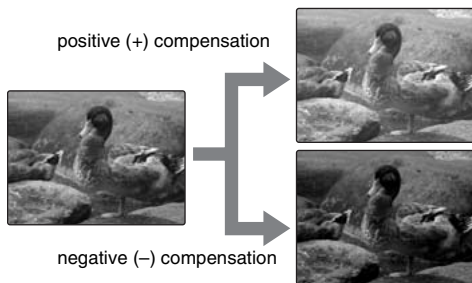 positive (+) compensation
negative (–) compensation